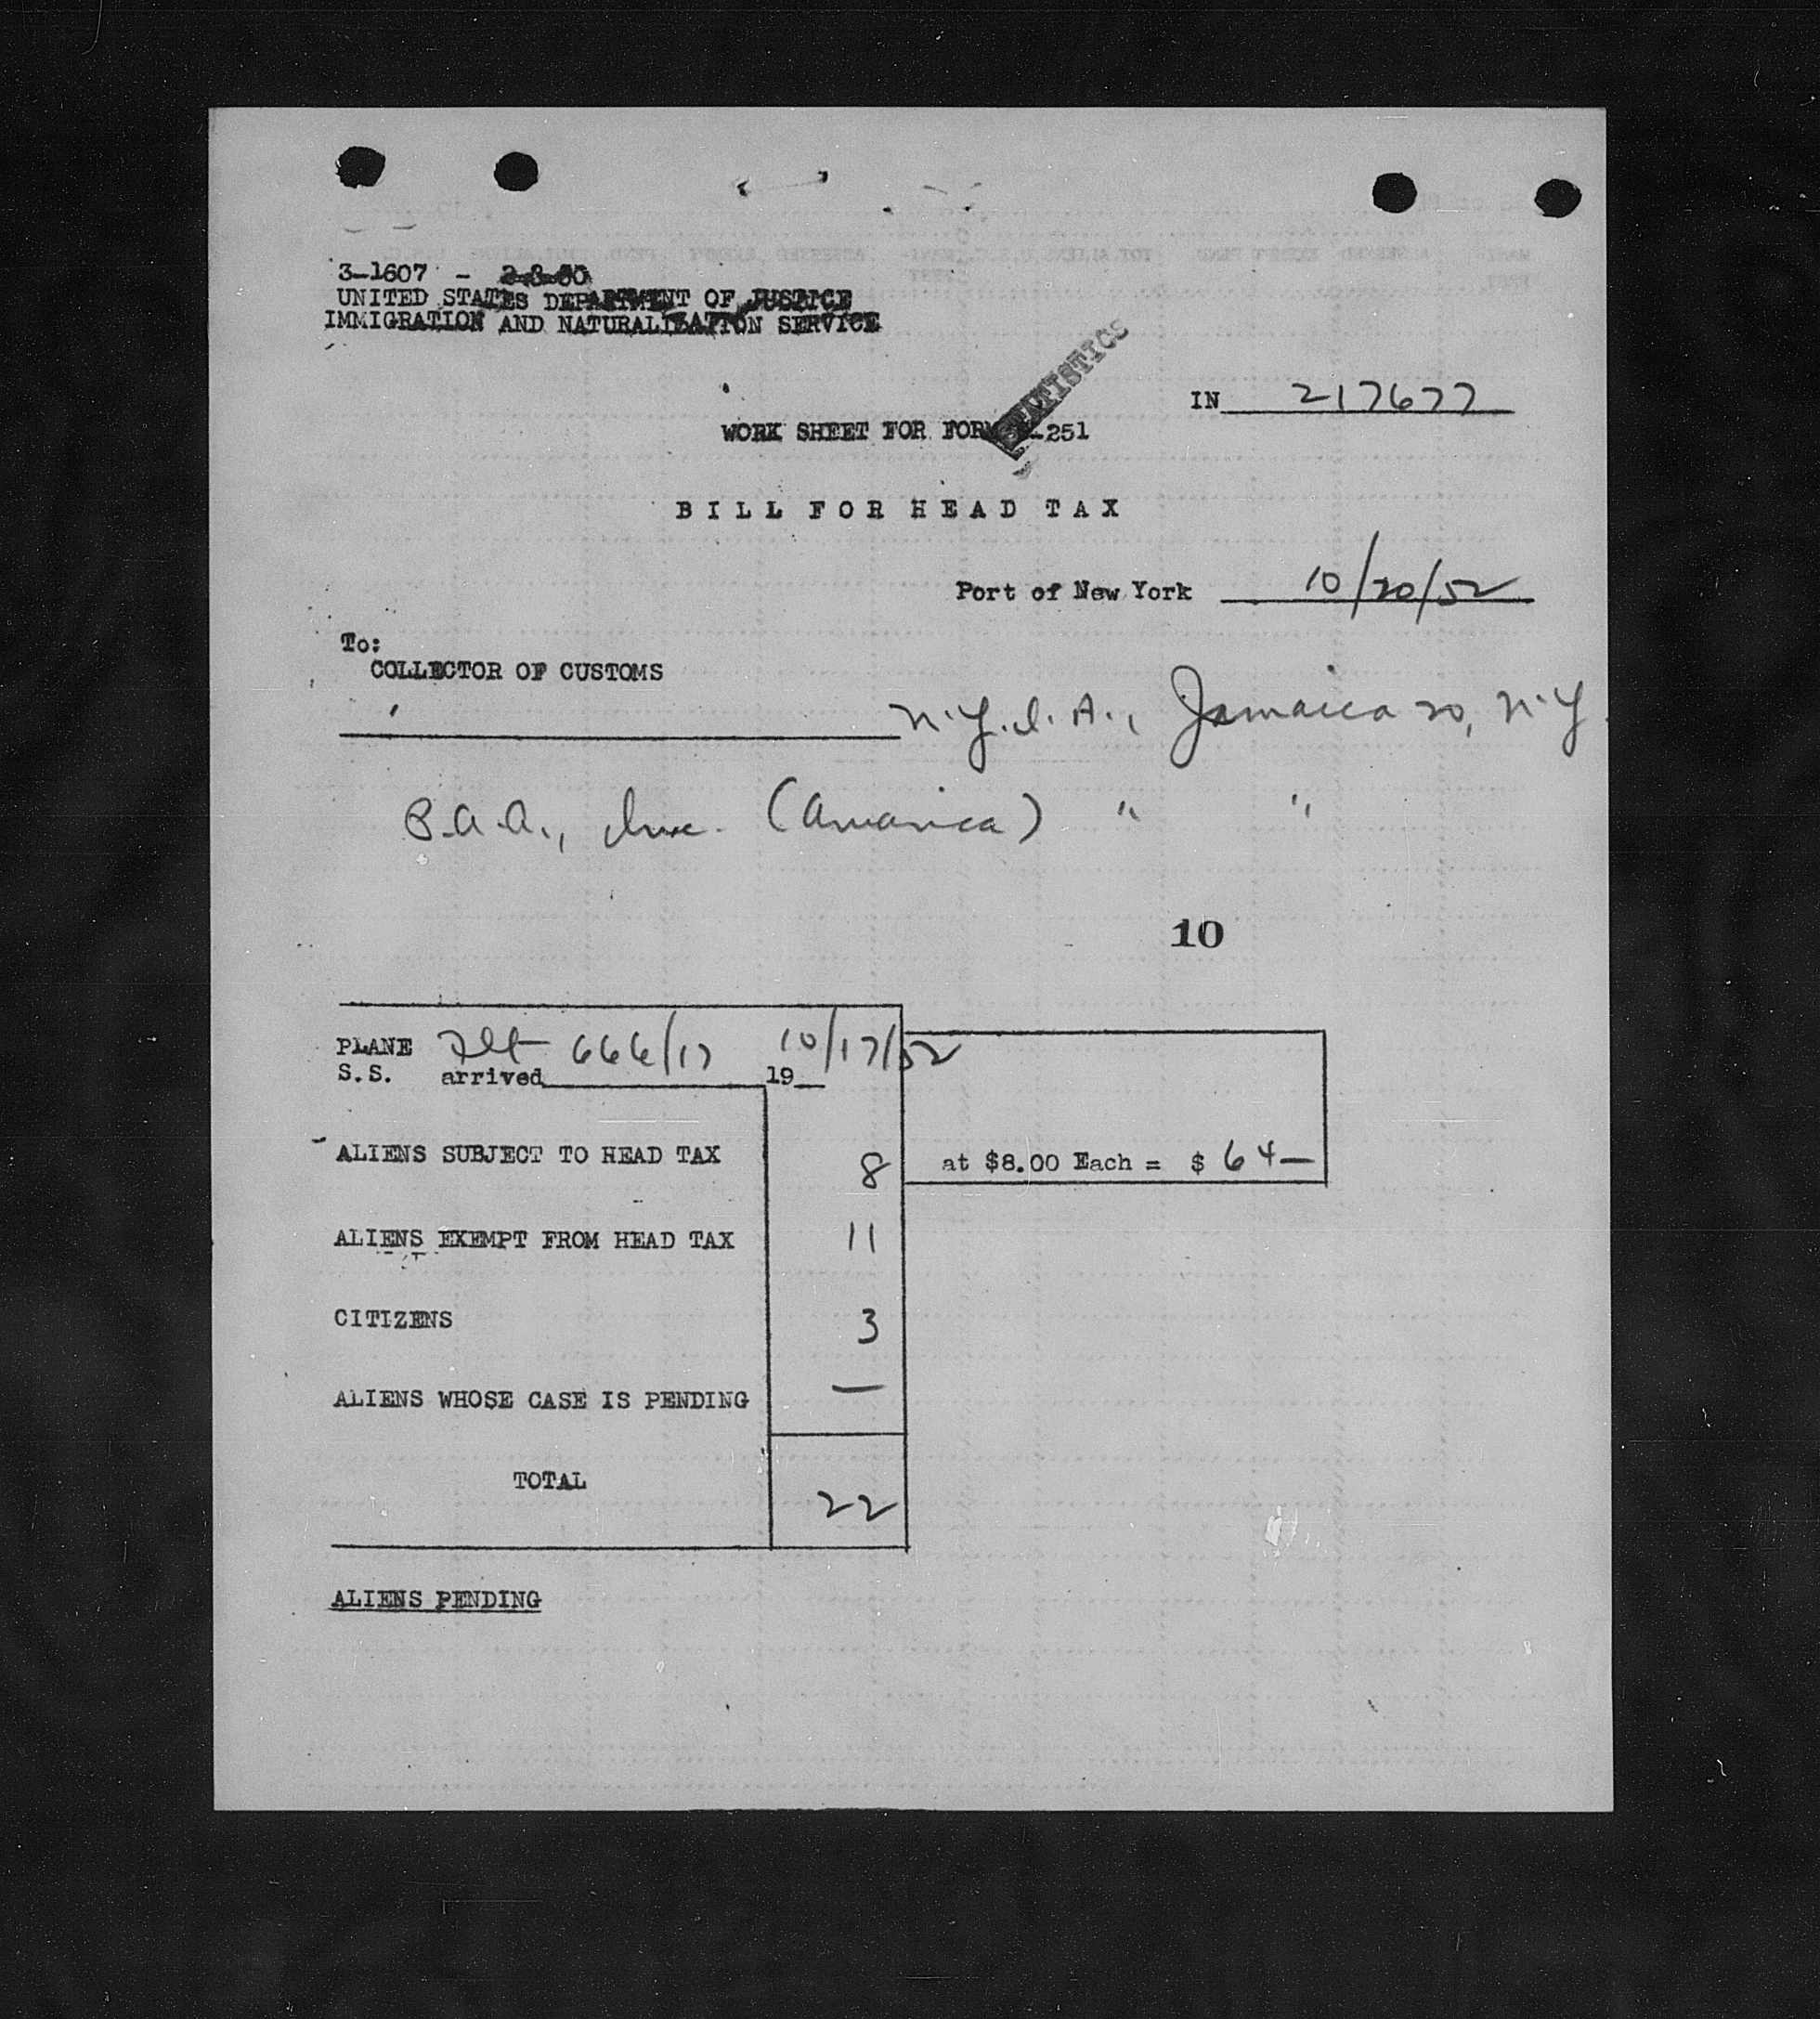 3-1607 - 2-8-50
UNITED STATES DEPARTMENT OF JUSTICE
IMMIGRATION AND NATURALIZATION SERVICE
STATISTICS
IN 217677
WORK SHEET FOR FORM -251
BILL FOR HEAD TAX
Port of New York 10/20/52
To:
COLLECTOR OF CUSTOMS
N.Y.I.A., Jamaica 20, N.Y.
P.A.A., Inc. (America) " "
10
PLANE Flt 666/17 10/17/52
S.S. arrived 19
ALIENS SUBJECT TO HEAD TAX 8 at $8.00 Each = $ 64—
ALIENS EXEMPT FROM HEAD TAX 11
CITIZENS 3
ALIENS WHOSE CASE IS PENDING —
TOTAL 22
ALIENS PENDING